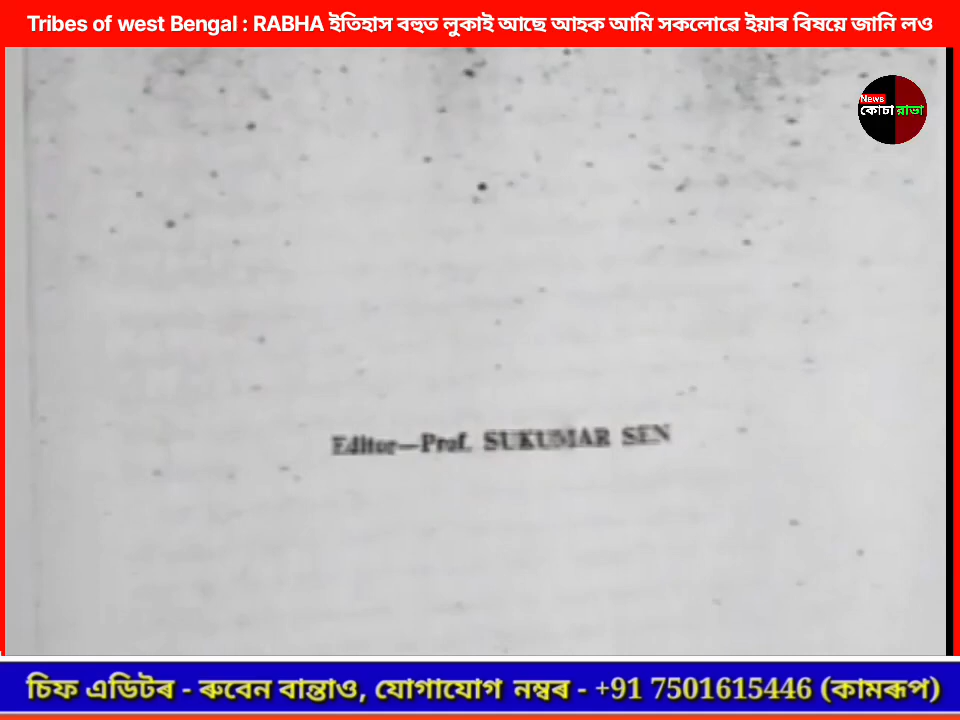 Tribes of west Bengal : RABHA ইতিহাস বহুত লুকাই আছে আহক আমি সকলোৱে ইয়াৰ বিষয়ে জানি লও
News
কোচা ৰাভা
Editor—Prof. SUKUMAR SEN
চিফ এডিটৰ - ৰুবেন বান্তাও, যোগাযোগ নম্বৰ - +91 7501615446 (কামৰূপ)